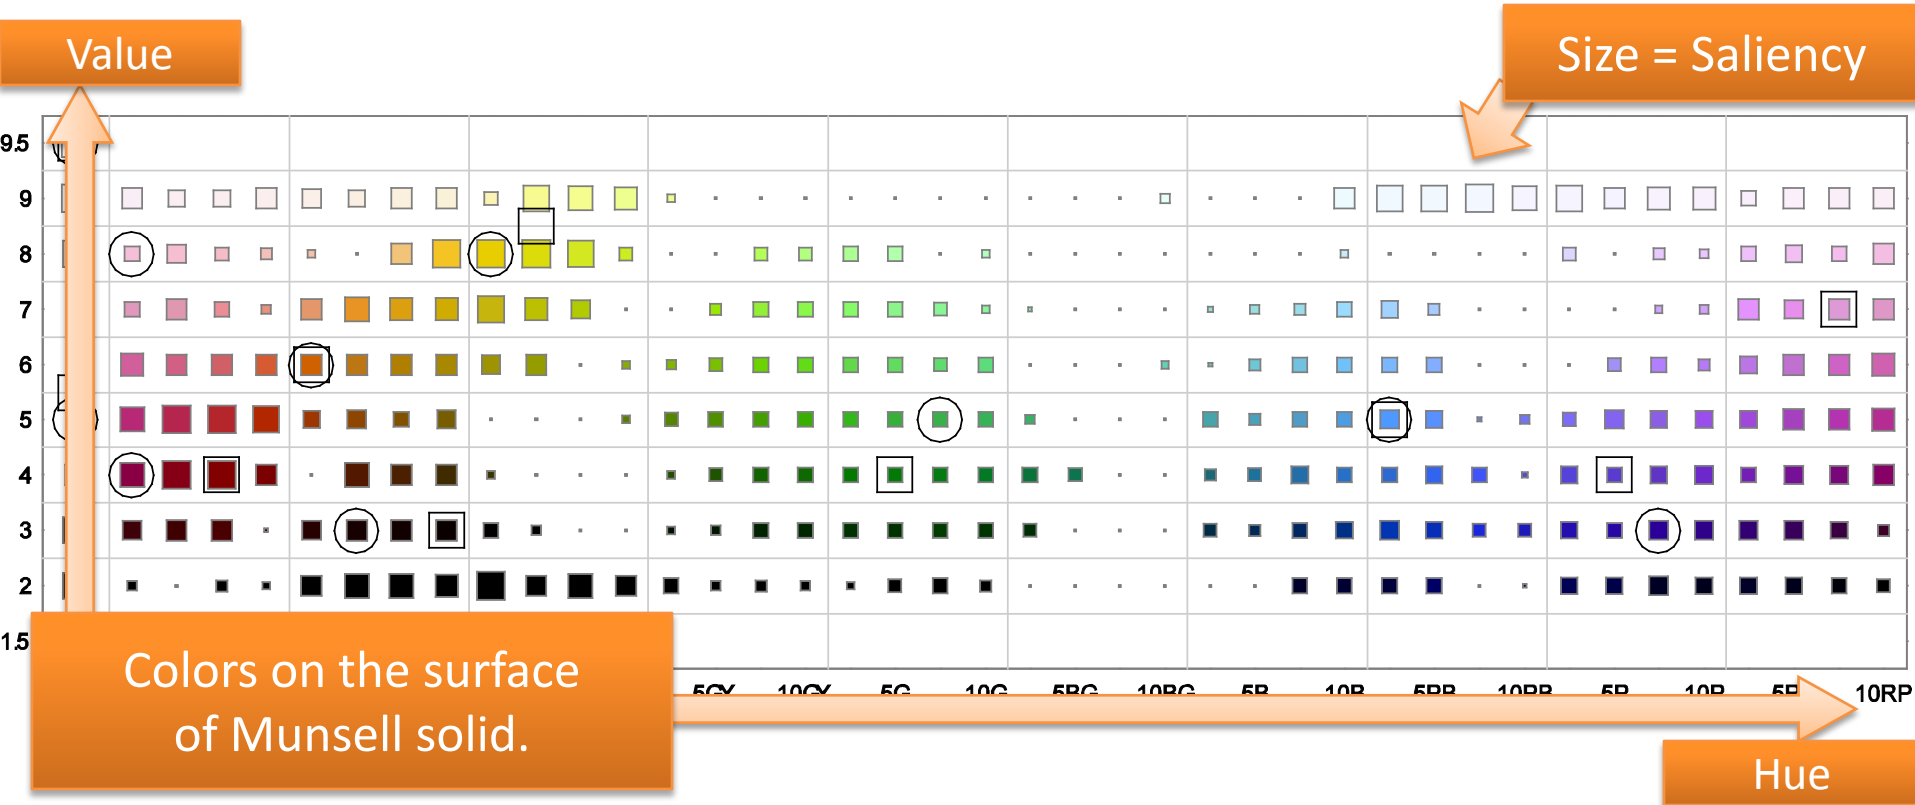 Value
Size = Saliency
9.5
9
8
7
6
5
4
3
2
1.5
Colors on the surface
of Munsell solid.
5GY 10GY 5G 10G 5BG 10BG 5B 10B 5PB 10PB 5P 10P 10RP
Hue